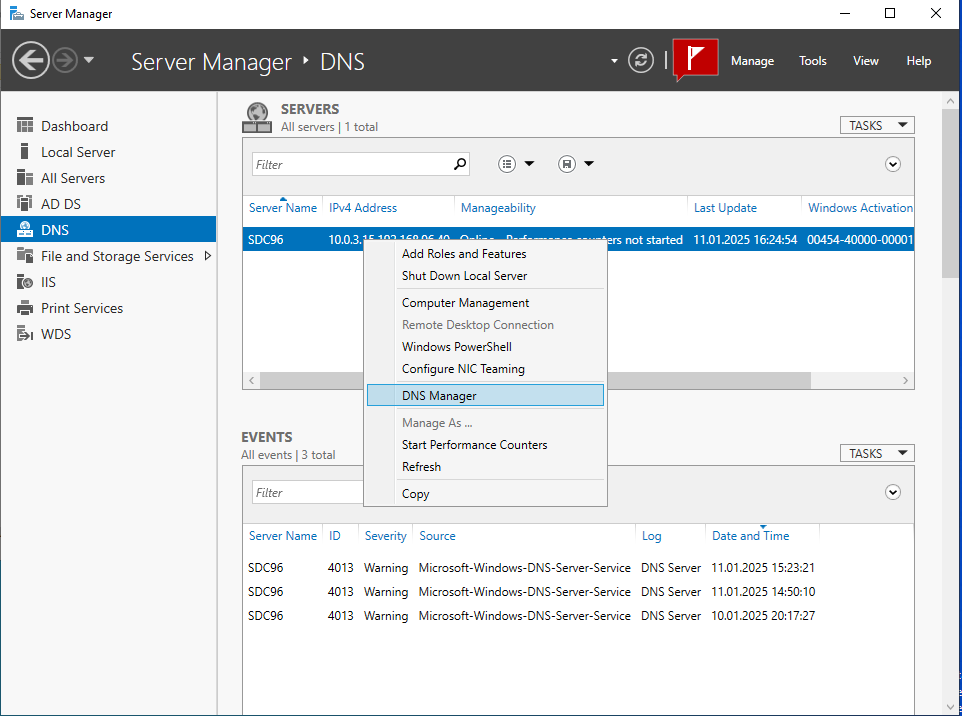 Server Manager
Server Manager DNS
Manage Tools View Help
Dashboard
Local Server
All Servers
AD DS
DNS
File and Storage Services
IIS
Print Services
WDS
SERVERS
All servers | 1 total
TASKS
Filter
Server Name IPv4 Address Manageability Last Update Windows Activation
SDC96 10.0.3.15,192.168.96.40 Online - Performance counters not started 11.01.2025 16:24:54 00454-40000-00001
Add Roles and Features
Shut Down Local Server
Computer Management
Remote Desktop Connection
Windows PowerShell
Configure NIC Teaming
DNS Manager
Manage As ...
Start Performance Counters
Refresh
Copy
EVENTS
All events | 3 total
TASKS
Filter
Server Name ID Severity Source Log Date and Time
SDC96 4013 Warning Microsoft-Windows-DNS-Server-Service DNS Server 11.01.2025 15:23:21
SDC96 4013 Warning Microsoft-Windows-DNS-Server-Service DNS Server 11.01.2025 14:50:10
SDC96 4013 Warning Microsoft-Windows-DNS-Server-Service DNS Server 10.01.2025 20:17:27